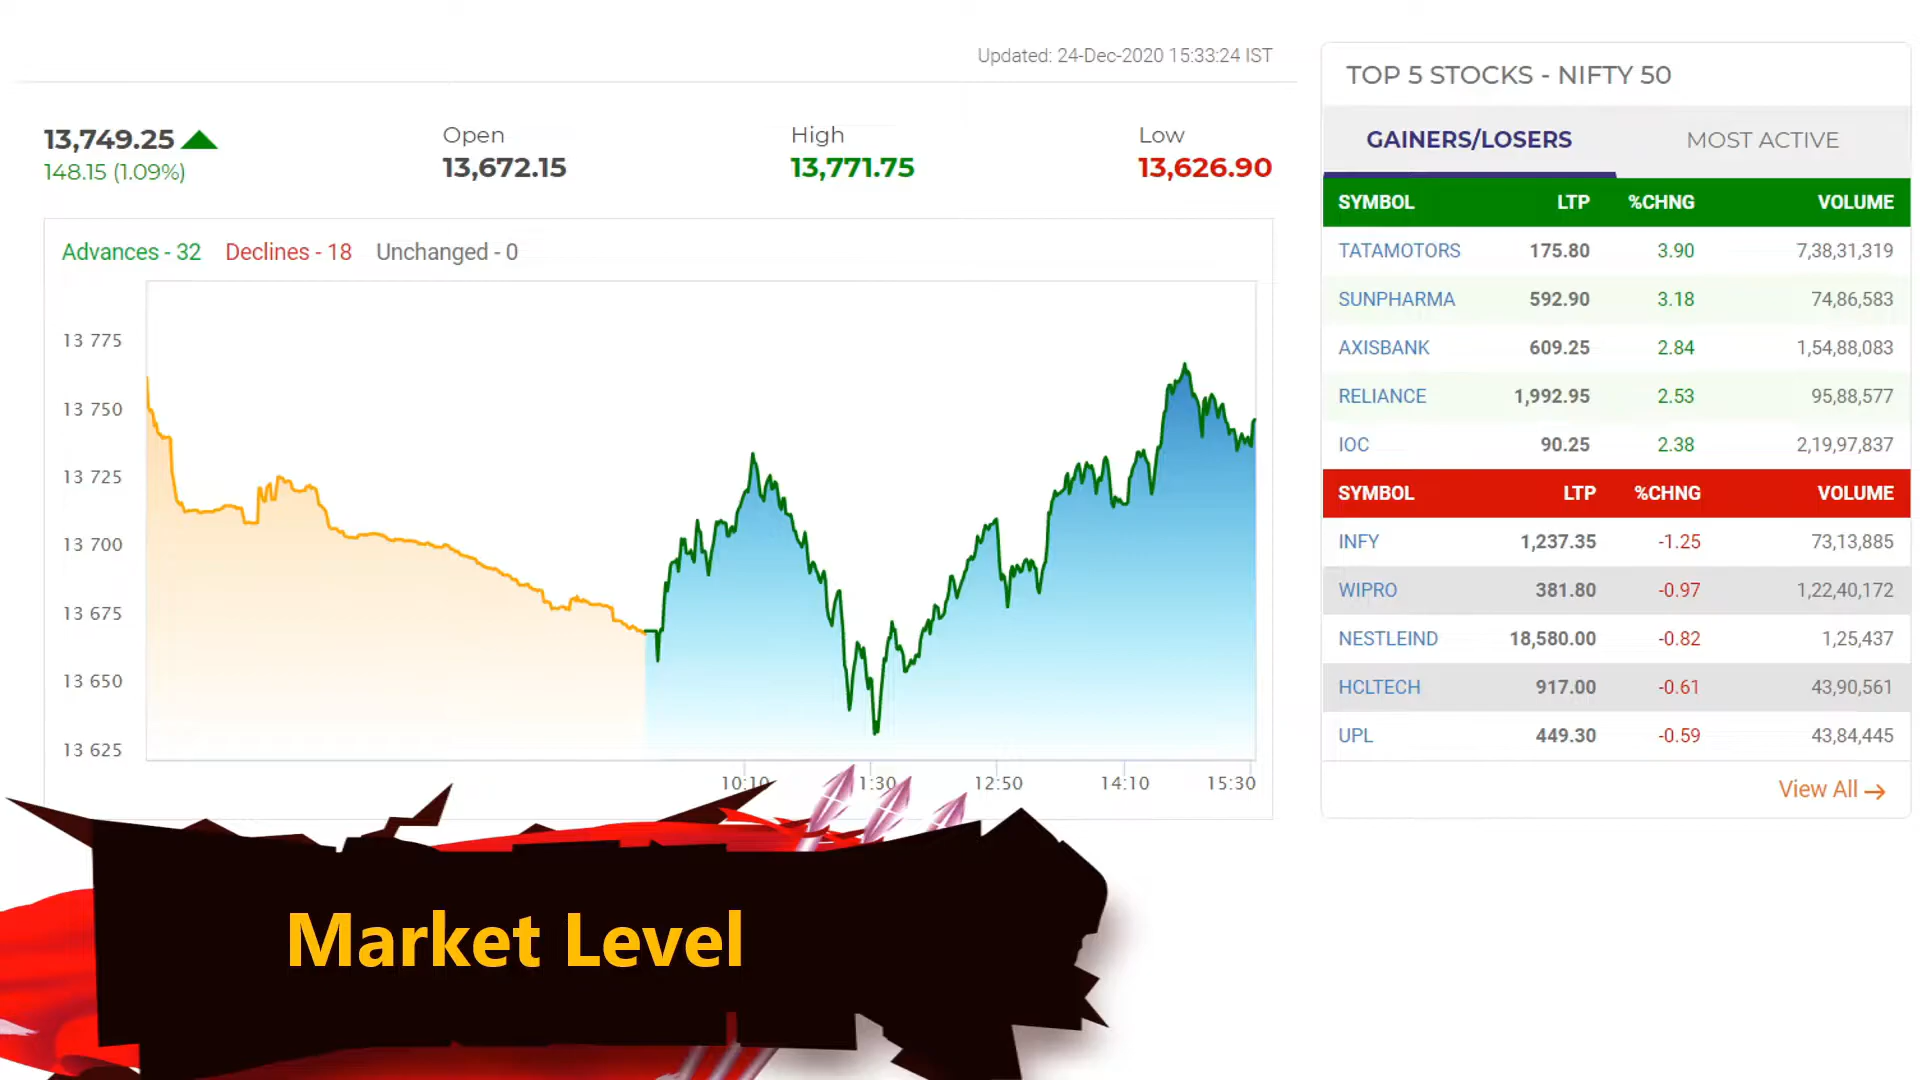 Updated: 24-Dec-2020 15:33:24 IST
13,749.25
148.15 (1.09%)
Open
13,672.15
High
13,771.75
Low
13,626.90
Advances - 32 Declines - 18 Unchanged - 0
13 775
13 750
13 725
13 700
13 675
13 650
13 625
10:10 1:30 12:50 14:10 15:30
TOP 5 STOCKS - NIFTY 50
GAINERS/LOSERS MOST ACTIVE
SYMBOL LTP %CHNG VOLUME
TATAMOTORS 175.80 3.90 7,38,31,319
SUNPHARMA 592.90 3.18 74,86,583
AXISBANK 609.25 2.84 1,54,88,083
RELIANCE 1,992.95 2.53 95,88,577
IOC 90.25 2.38 2,19,97,837
SYMBOL LTP %CHNG VOLUME
INFY 1,237.35 -1.25 73,13,885
WIPRO 381.80 -0.97 1,22,40,172
NESTLEIND 18,580.00 -0.82 1,25,437
HCLTECH 917.00 -0.61 43,90,561
UPL 449.30 -0.59 43,84,445
View All
Market Level